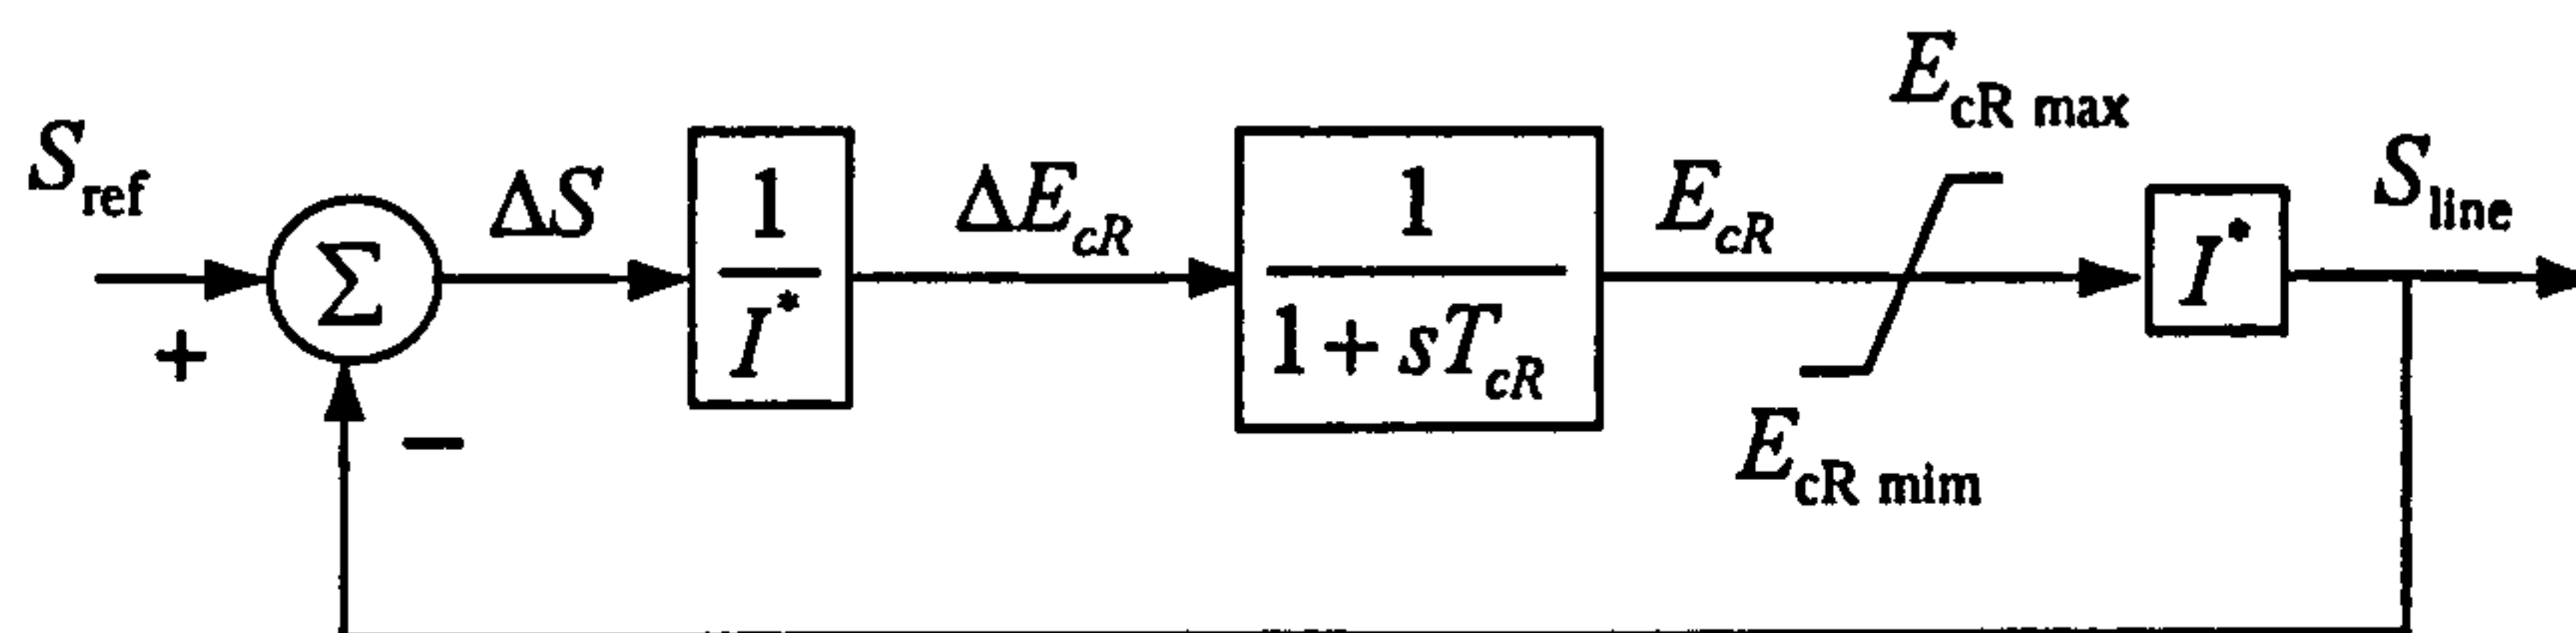 S_ref
+
−
Σ
ΔS
1
I*
ΔE_cR
1
1 + sT_cR
E_cR
E_cR max
E_cR mim
I*
S_line